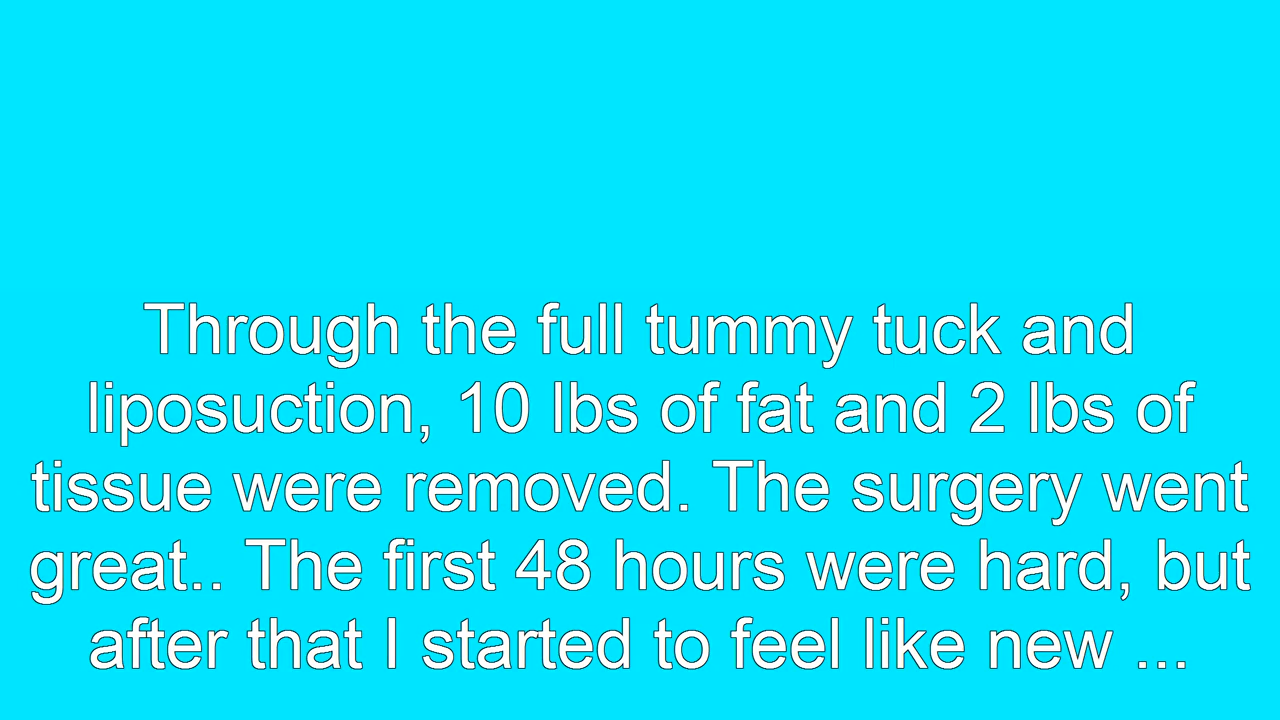 Through the full tummy tuck and
liposuction, 10 lbs of fat and 2 lbs of
tissue were removed. The surgery went
great.. The first 48 hours were hard, but
after that I started to feel like new ...